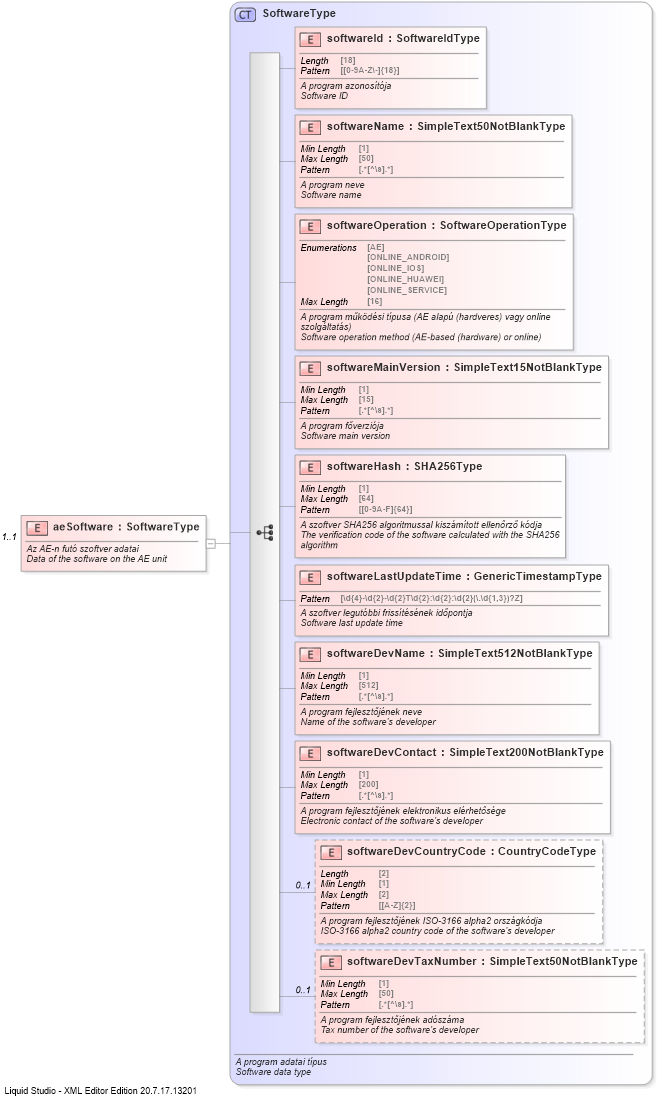 CT SoftwareType
E softwareId : SoftwareIdType
Length [18]
Pattern [[0-9A-Z\-]{18}]
A program azonosítója
Software ID
E softwareName : SimpleText50NotBlankType
Min Length [1]
Max Length [50]
Pattern [.*[^\s].*]
A program neve
Software name
E softwareOperation : SoftwareOperationType
Enumerations [AE]
[ONLINE_ANDROID]
[ONLINE_IOS]
[ONLINE_HUAWEI]
[ONLINE_SERVICE]
Max Length [16]
A program működési típusa (AE alapú (hardveres) vagy online
szolgáltatás)
Software operation method (AE-based (hardware) or online)
E softwareMainVersion : SimpleText15NotBlankType
Min Length [1]
Max Length [15]
Pattern [.*[^\s].*]
A program főverziója
Software main version
E softwareHash : SHA256Type
Min Length [1]
Max Length [64]
Pattern [[0-9A-F]{64}]
A szoftver SHA256 algoritmussal kiszámított ellenőrző kódja
The verification code of the software calculated with the SHA256
algorithm
1..1
E aeSoftware : SoftwareType
Az AE-n futó szoftver adatai
Data of the software on the AE unit
E softwareLastUpdateTime : GenericTimestampType
Pattern [\d{4}-\d{2}-\d{2}T\d{2}:\d{2}:\d{2}(\.\d{1,3})?Z]
A szoftver legutóbbi frissítésének időpontja
Software last update time
E softwareDevName : SimpleText512NotBlankType
Min Length [1]
Max Length [512]
Pattern [.*[^\s].*]
A program fejlesztőjének neve
Name of the software's developer
E softwareDevContact : SimpleText200NotBlankType
Min Length [1]
Max Length [200]
Pattern [.*[^\s].*]
A program fejlesztőjének elektronikus elérhetősége
Electronic contact of the software's developer
0..1
E softwareDevCountryCode : CountryCodeType
Length [2]
Min Length [1]
Max Length [2]
Pattern [[A-Z]{2}]
A program fejlesztőjének ISO-3166 alpha2 országkódja
ISO-3166 alpha2 country code of the software's developer
0..1
E softwareDevTaxNumber : SimpleText50NotBlankType
Min Length [1]
Max Length [50]
Pattern [.*[^\s].*]
A program fejlesztőjének adószáma
Tax number of the software's developer
A program adatai típus
Software data type
Liquid Studio - XML Editor Edition 20.7.17.13201